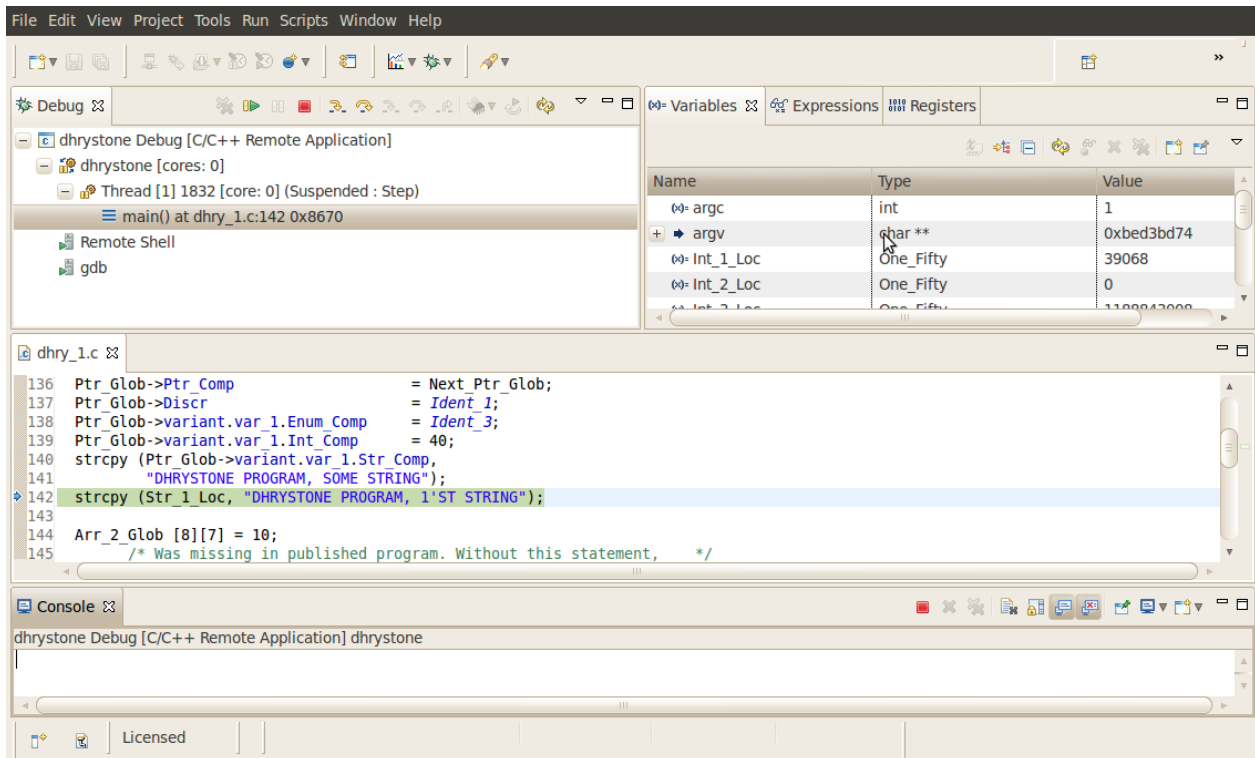 File Edit View Project Tools Run Scripts Window Help
Debug
dhrystone Debug [C/C++ Remote Application]
dhrystone [cores: 0]
Thread [1] 1832 [core: 0] (Suspended : Step)
main() at dhry_1.c:142 0x8670
Remote Shell
gdb
(x)= Variables Expressions Registers
Name Type Value
(x)= argc int 1
argv char ** 0xbed3bd74
(x)= Int_1_Loc One_Fifty 39068
(x)= Int_2_Loc One_Fifty 0
dhry_1.c
136 Ptr_Glob->Ptr_Comp = Next_Ptr_Glob;
137 Ptr_Glob->Discr = Ident_1;
138 Ptr_Glob->variant.var_1.Enum_Comp = Ident_3;
139 Ptr_Glob->variant.var_1.Int_Comp = 40;
140 strcpy (Ptr_Glob->variant.var_1.Str_Comp,
141 "DHRYSTONE PROGRAM, SOME STRING");
142 strcpy (Str_1_Loc, "DHRYSTONE PROGRAM, 1'ST STRING");
143
144 Arr_2_Glob [8][7] = 10;
145 /* Was missing in published program. Without this statement, */
Console
dhrystone Debug [C/C++ Remote Application] dhrystone
Licensed